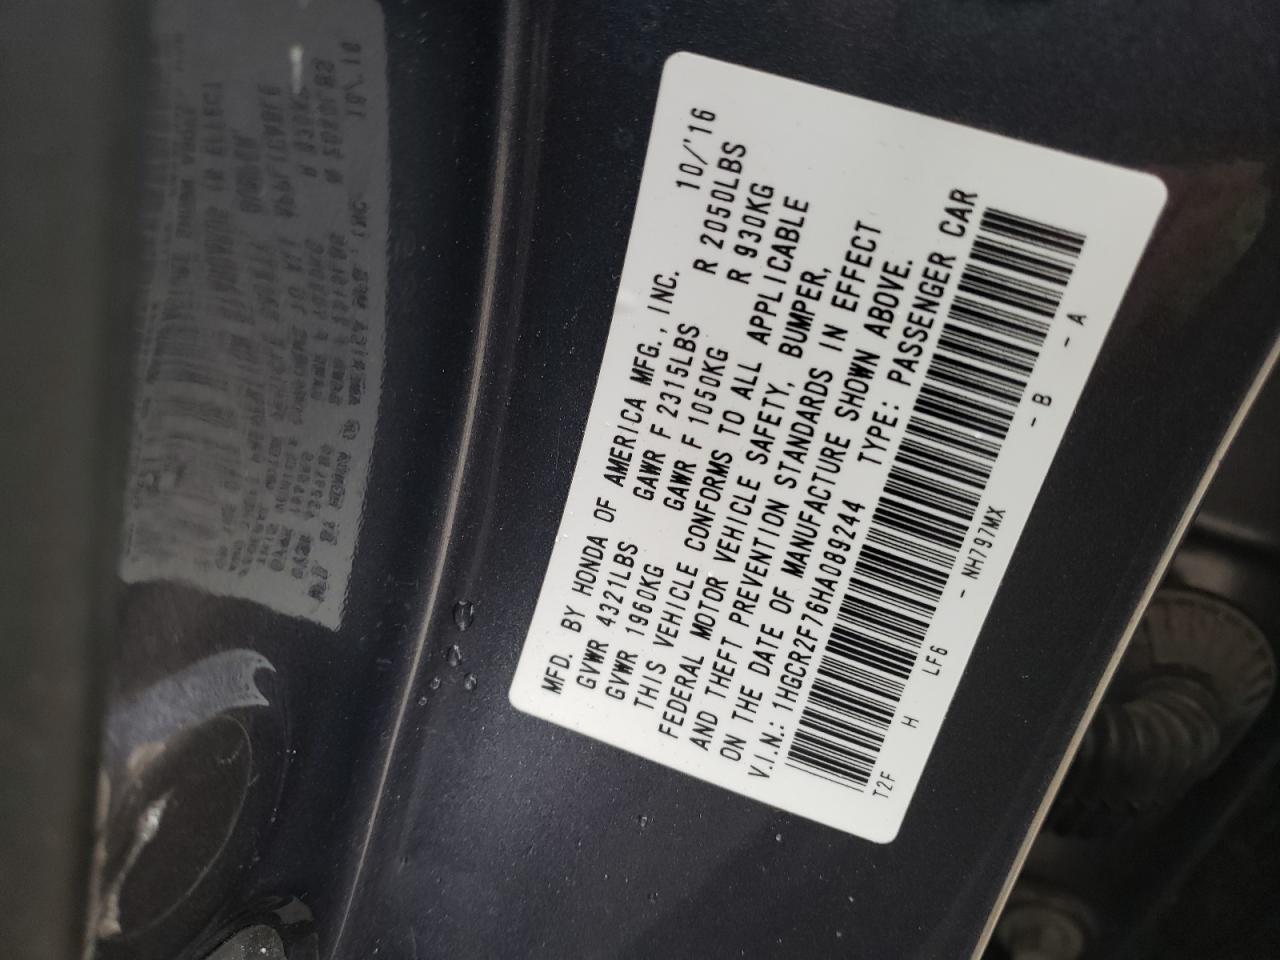 MFD. BY HONDA OF AMERICA MFG., INC. 10/'16
GVWR 4321LBS GAWR F 2315LBS R 2050LBS
GVWR 1960KG GAWR F 1050KG R 930KG
THIS VEHICLE CONFORMS TO ALL APPLICABLE
FEDERAL MOTOR VEHICLE SAFETY, BUMPER,
AND THEFT PREVENTION STANDARDS IN EFFECT
ON THE DATE OF MANUFACTURE SHOWN ABOVE.
V.I.N.: 1HGCR2F76HA089244 TYPE: PASSENGER CAR
T2F H LF6 - NH797MX - B - A